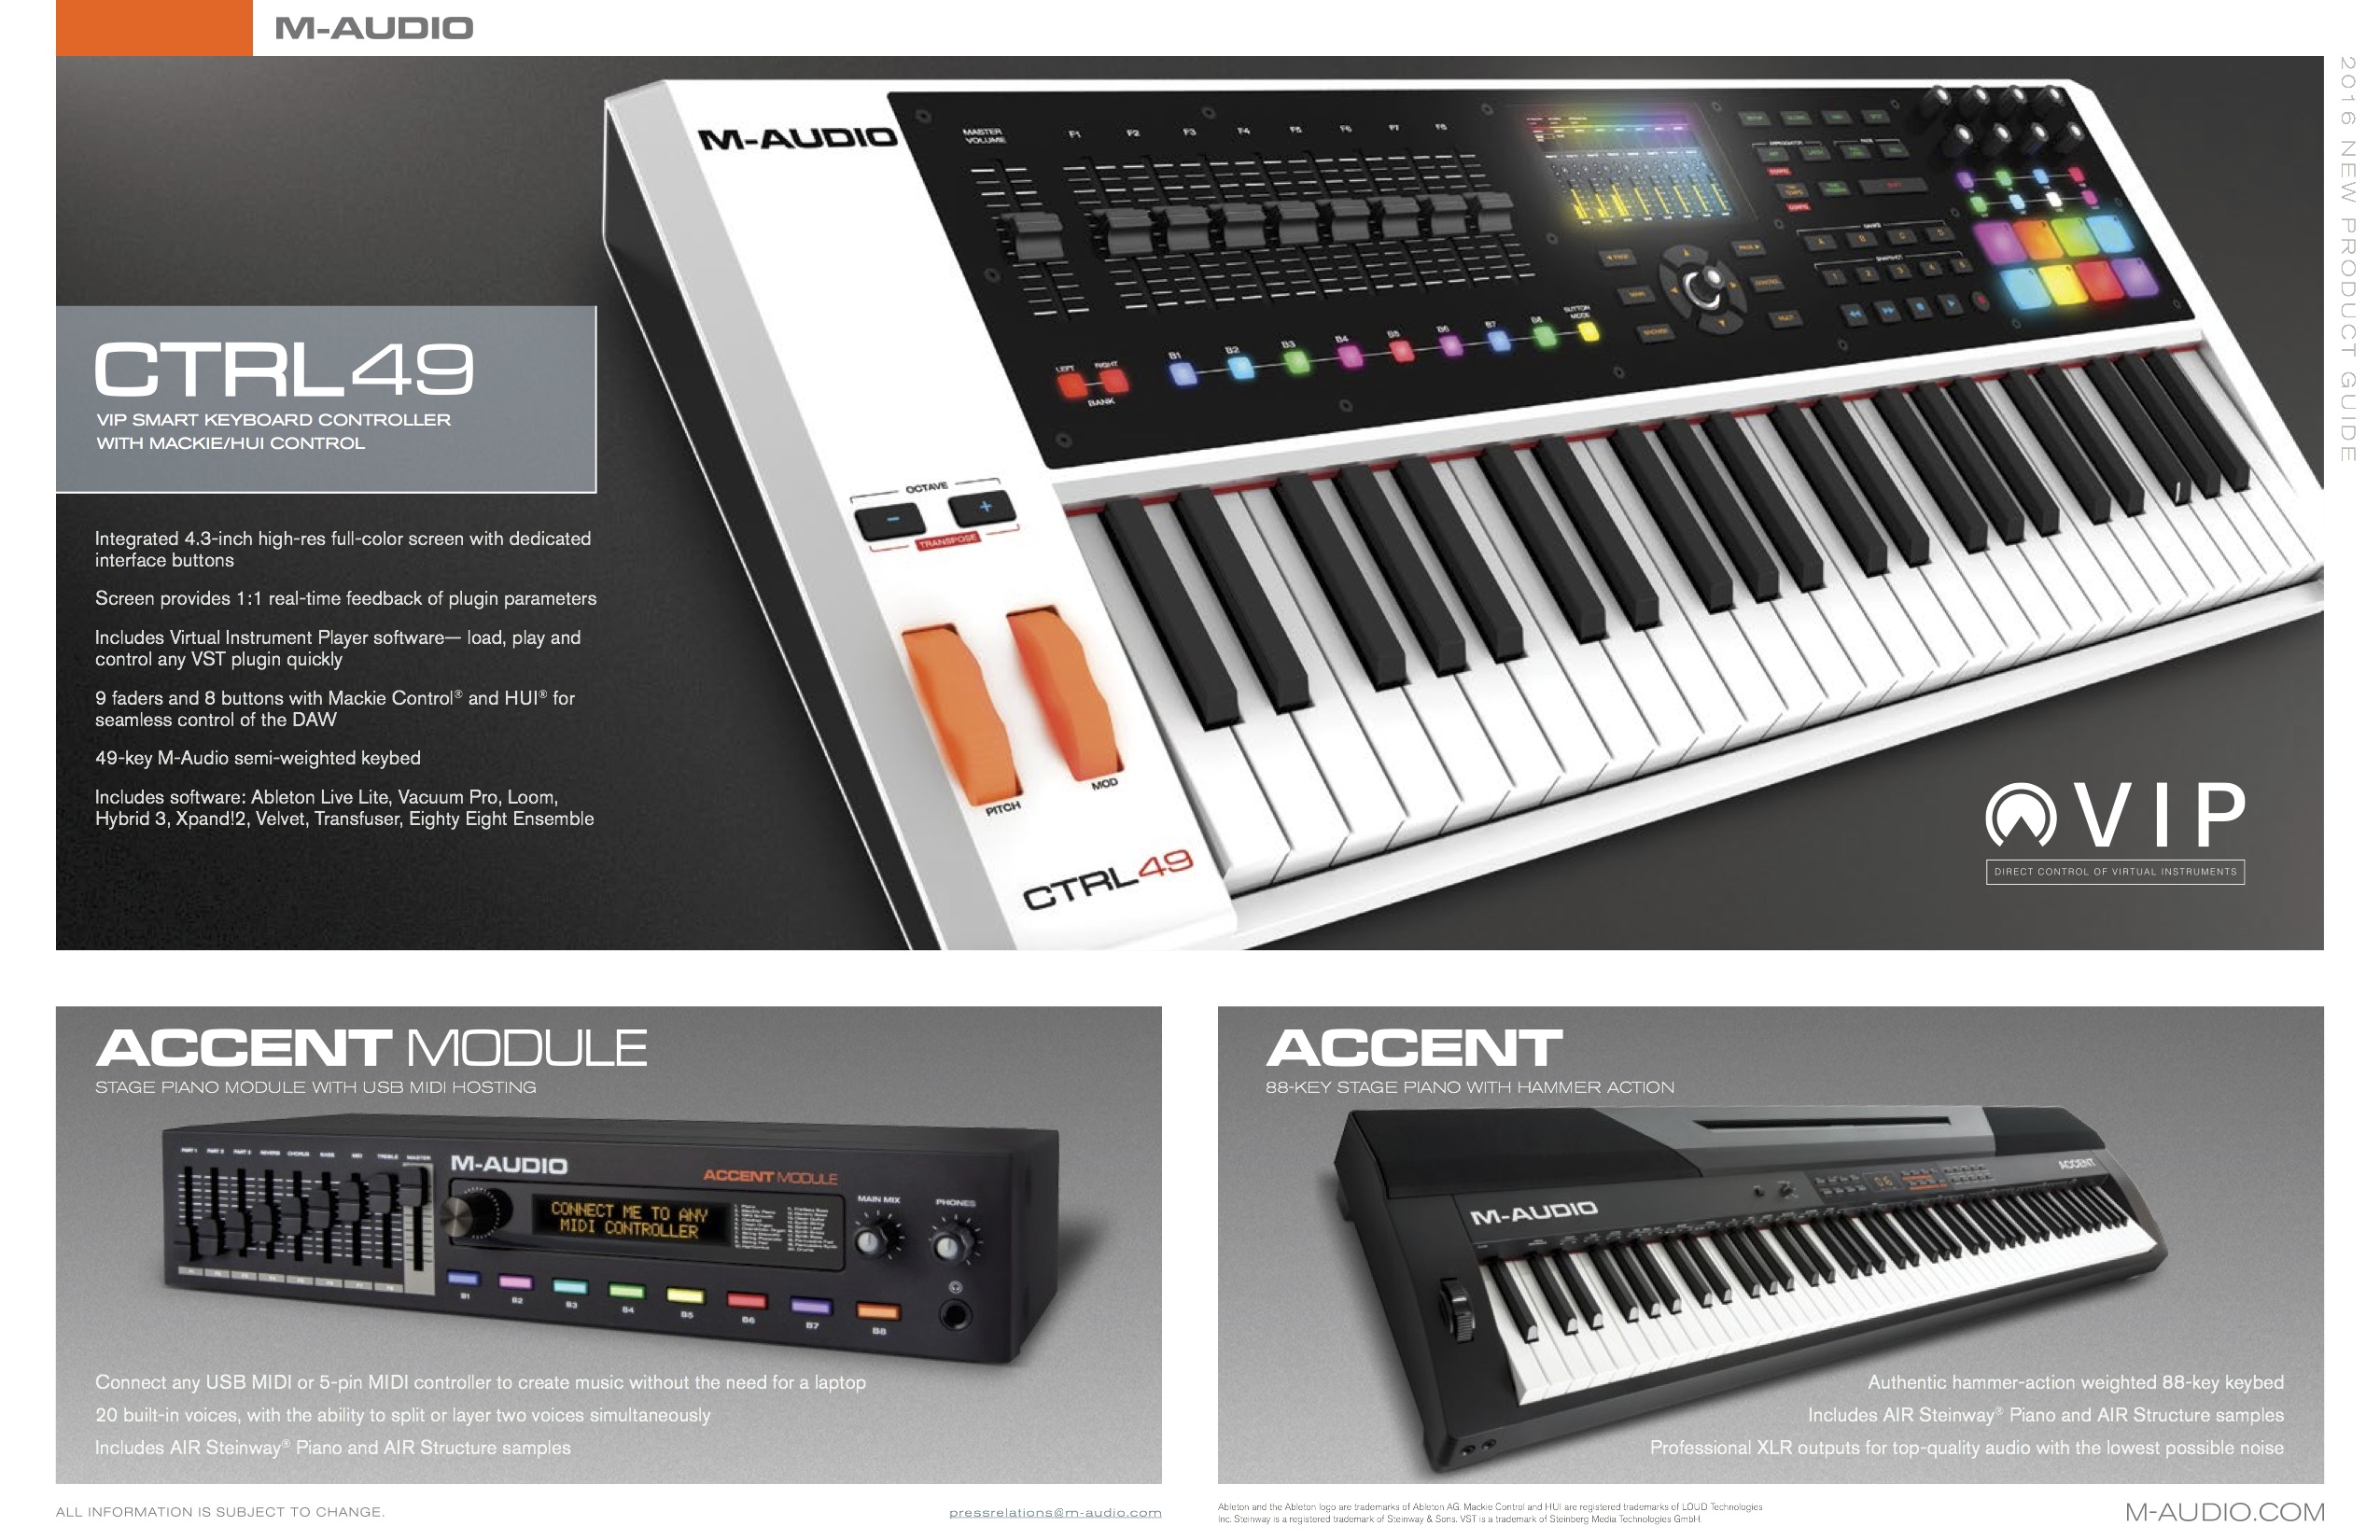 M-AUDIO
2016 NEW PRODUCT GUIDE
M-AUDIO
MASTER
VOLUME
F1 F2 F3 F4 F5 F6 F7 F8
LEFT RIGHT
BANK
B1 B2 B3 B4 B5 B6 B7 B8 BUTTON
MODE
OCTAVE
- +
TRANSPOSE
PITCH
MOD
CTRL49
CTRL49
VIP SMART KEYBOARD CONTROLLER
WITH MACKIE/HUI CONTROL
Integrated 4.3-inch high-res full-color screen with dedicated
interface buttons
Screen provides 1:1 real-time feedback of plugin parameters
Includes Virtual Instrument Player software— load, play and
control any VST plugin quickly
9 faders and 8 buttons with Mackie Control® and HUI® for
seamless control of the DAW
49-key M-Audio semi-weighted keybed
Includes software: Ableton Live Lite, Vacuum Pro, Loom,
Hybrid 3, Xpand!2, Velvet, Transfuser, Eighty Eight Ensemble
VIP
DIRECT CONTROL OF VIRTUAL INSTRUMENTS
ACCENT MODULE
STAGE PIANO MODULE WITH USB MIDI HOSTING
PART 1 PART 2 PART 3 REVERB CHORUS BASS MID TREBLE MASTER
M-AUDIO
ACCENT MODULE
CONNECT ME TO ANY
MIDI CONTROLLER
MAIN MIX
PHONES
B1 B2 B3 B4 B5 B6 B7 B8
Connect any USB MIDI or 5-pin MIDI controller to create music without the need for a laptop
20 built-in voices, with the ability to split or layer two voices simultaneously
Includes AIR Steinway® Piano and AIR Structure samples
ACCENT
88-KEY STAGE PIANO WITH HAMMER ACTION
M-AUDIO
ACCENT
Authentic hammer-action weighted 88-key keybed
Includes AIR Steinway® Piano and AIR Structure samples
Professional XLR outputs for top-quality audio with the lowest possible noise
ALL INFORMATION IS SUBJECT TO CHANGE.
pressrelations@m-audio.com
Ableton and the Ableton logo are trademarks of Ableton AG. Mackie Control and HUI are registered trademarks of LOUD Technologies
Inc. Steinway is a registered trademark of Steinway & Sons. VST is a trademark of Steinberg Media Technologies GmbH.
M-AUDIO.COM